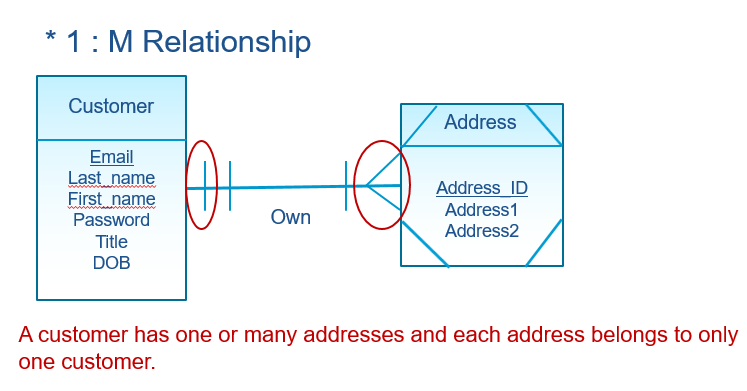 * 1 : M Relationship
Customer
Email
Last_name
First_name
Password
Title
DOB
Own
Address
Address_ID
Address1
Address2
A customer has one or many addresses and each address belongs to only
one customer.